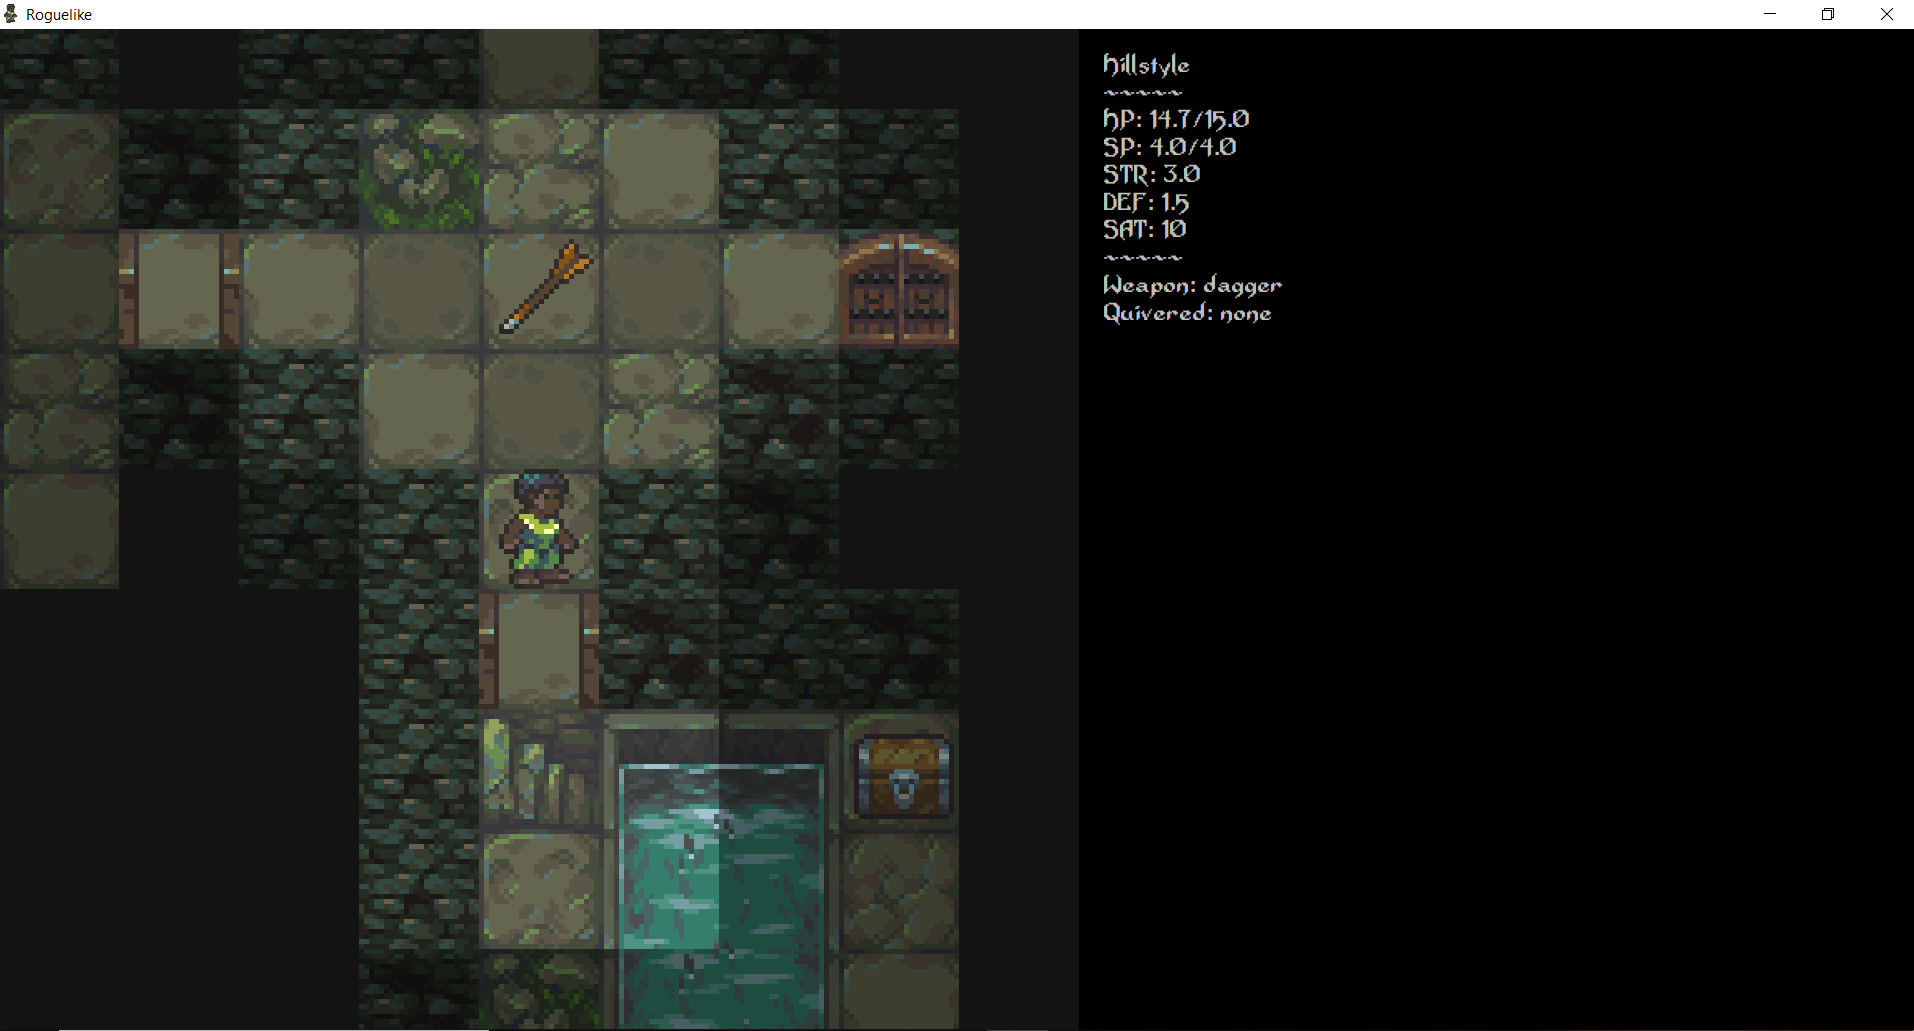 Roguelike
Hillstyle
~~~~~
HP: 14.7/15.0
SP: 4.0/4.0
STR: 3.0
DEF: 1.5
SAT: 10
~~~~~
Weapon: dagger
Quivered: none